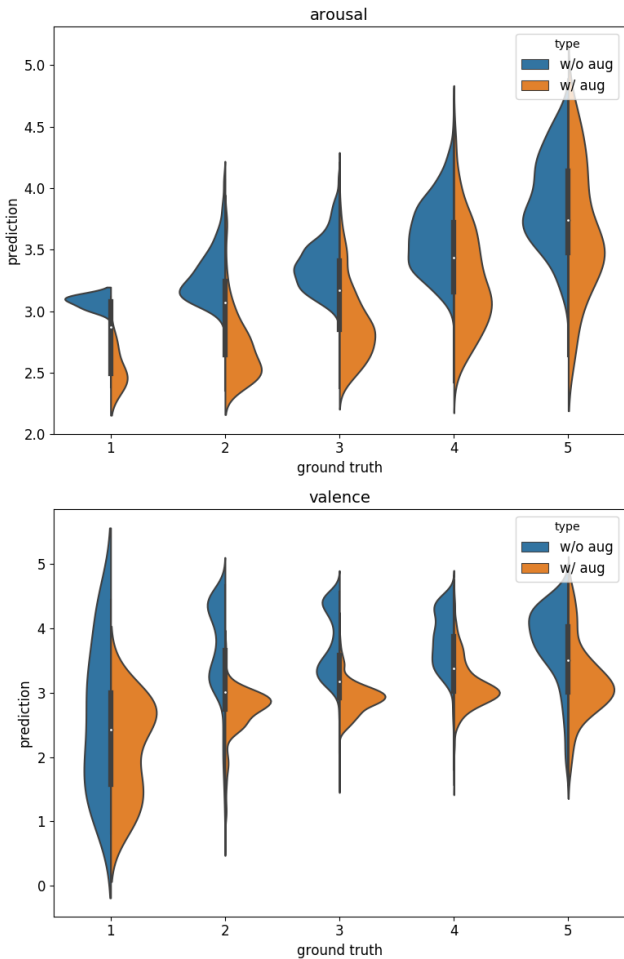 arousal
type
w/o aug
w/ aug
5.0
4.5
4.0
3.5
3.0
2.5
2.0
prediction
1 2 3 4 5
ground truth
valence
type
w/o aug
w/ aug
5
4
3
2
1
0
prediction
1 2 3 4 5
ground truth